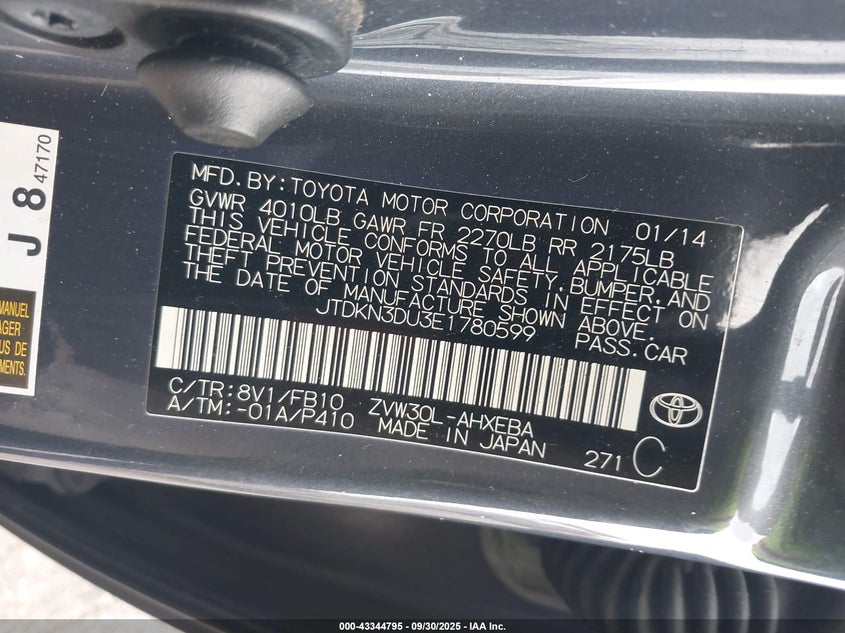 J 8 47170
MANUEL
AGER
US DE
MENTS.
MFD.BY:TOYOTA MOTOR CORPORATION 01/14
GVWR 4010LB GAWR FR 2270LB RR 2175LB
THIS VEHICLE CONFORMS TO ALL APPLICABLE
FEDERAL MOTOR VEHICLE SAFETY,BUMPER,AND
THEFT PREVENTION STANDARDS IN EFFECT ON
THE DATE OF MANUFACTURE SHOWN ABOVE.
JTDKN3DU3E1780599 PASS.CAR
C/TR:8V1/FB10 ZVW30L-AHXEBA
A/TM:-01A/P410 MADE IN JAPAN 271 C
000-43344795 - 09/30/2025 - IAA Inc.